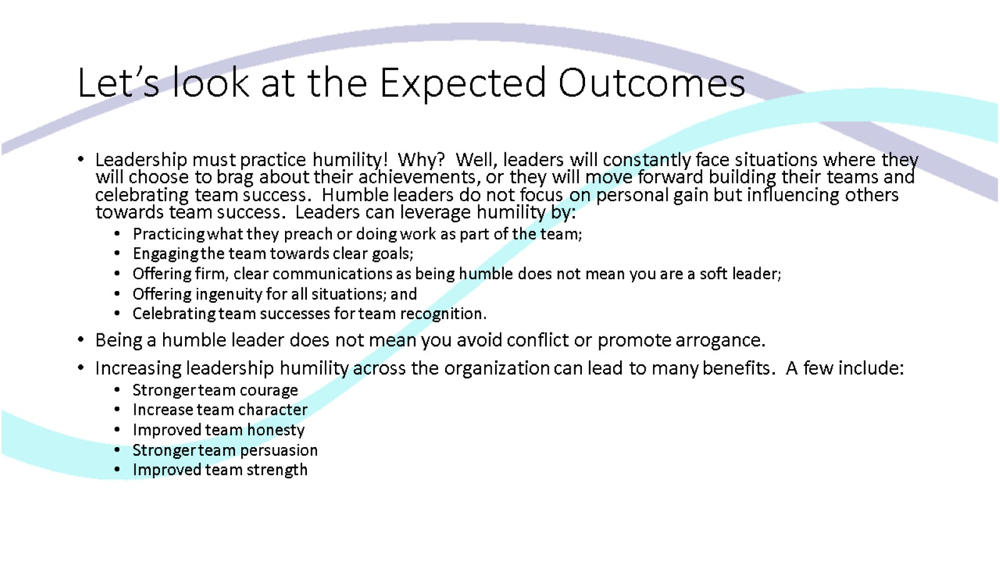 Let’s look at the Expected Outcomes
• Leadership must practice humility!  Why?  Well, leaders will constantly face situations where they
will choose to brag about their achievements, or they will move forward building their teams and
celebrating team success.  Humble leaders do not focus on personal gain but influencing others
towards team success.  Leaders can leverage humility by:
• Practicing what they preach or doing work as part of the team;
• Engaging the team towards clear goals;
• Offering firm, clear communications as being humble does not mean you are a soft leader;
• Offering ingenuity for all situations; and
• Celebrating team successes for team recognition.
• Being a humble leader does not mean you avoid conflict or promote arrogance.
• Increasing leadership humility across the organization can lead to many benefits.  A few include:
• Stronger team courage
• Increase team character
• Improved team honesty
• Stronger team persuasion
• Improved team strength